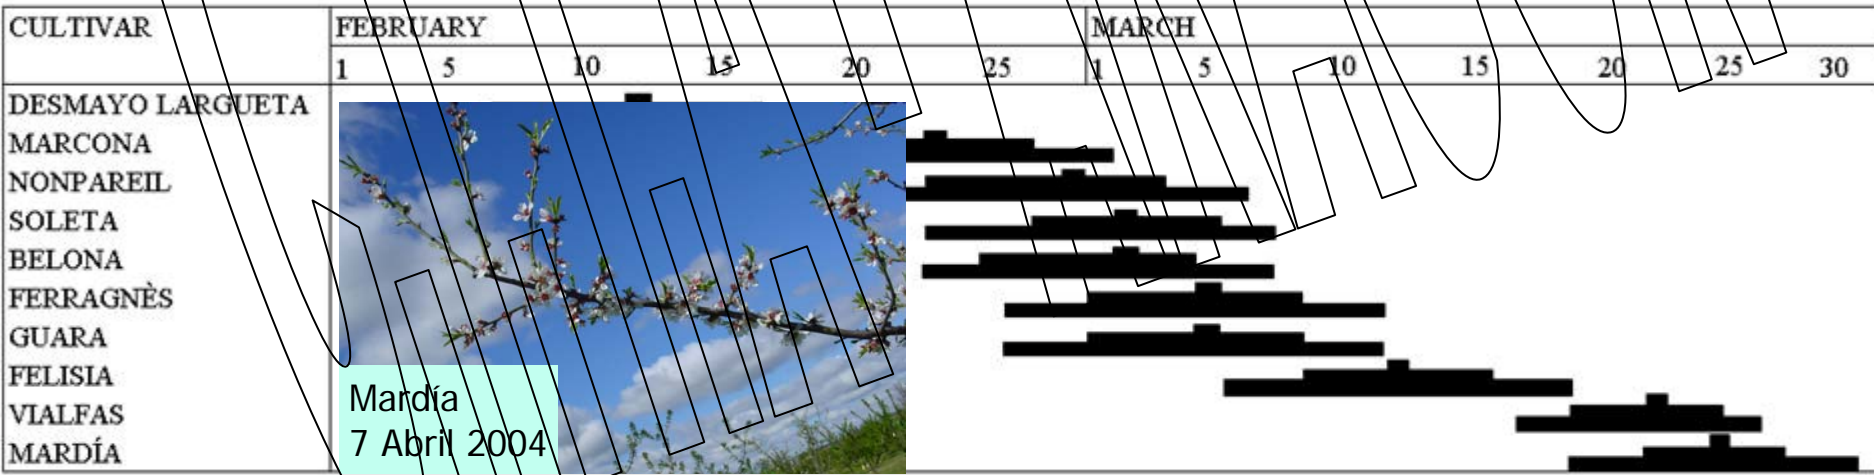 CULTIVAR FEBRUARY MARCH
1 5 10 15 20 25 1 5 10 15 20 25 30
DESMAYO LARGUETA
MARCONA
NONPAREIL
SOLETA
BELONA
FERRAGNÈS
GUARA
FELISIA
VIALFAS
MARDÍA
Mardía
7 Abril 2004